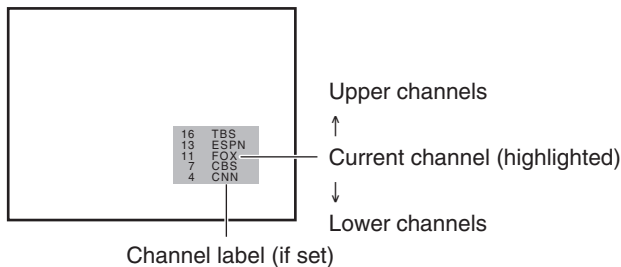 16 TBS
13 ESPN
11 FOX
7 CBS
4 CNN
Upper channels
↑
Current channel (highlighted)
↓
Lower channels
Channel label (if set)